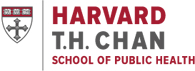 HARVARD
T.H. CHAN
SCHOOL OF PUBLIC HEALTH